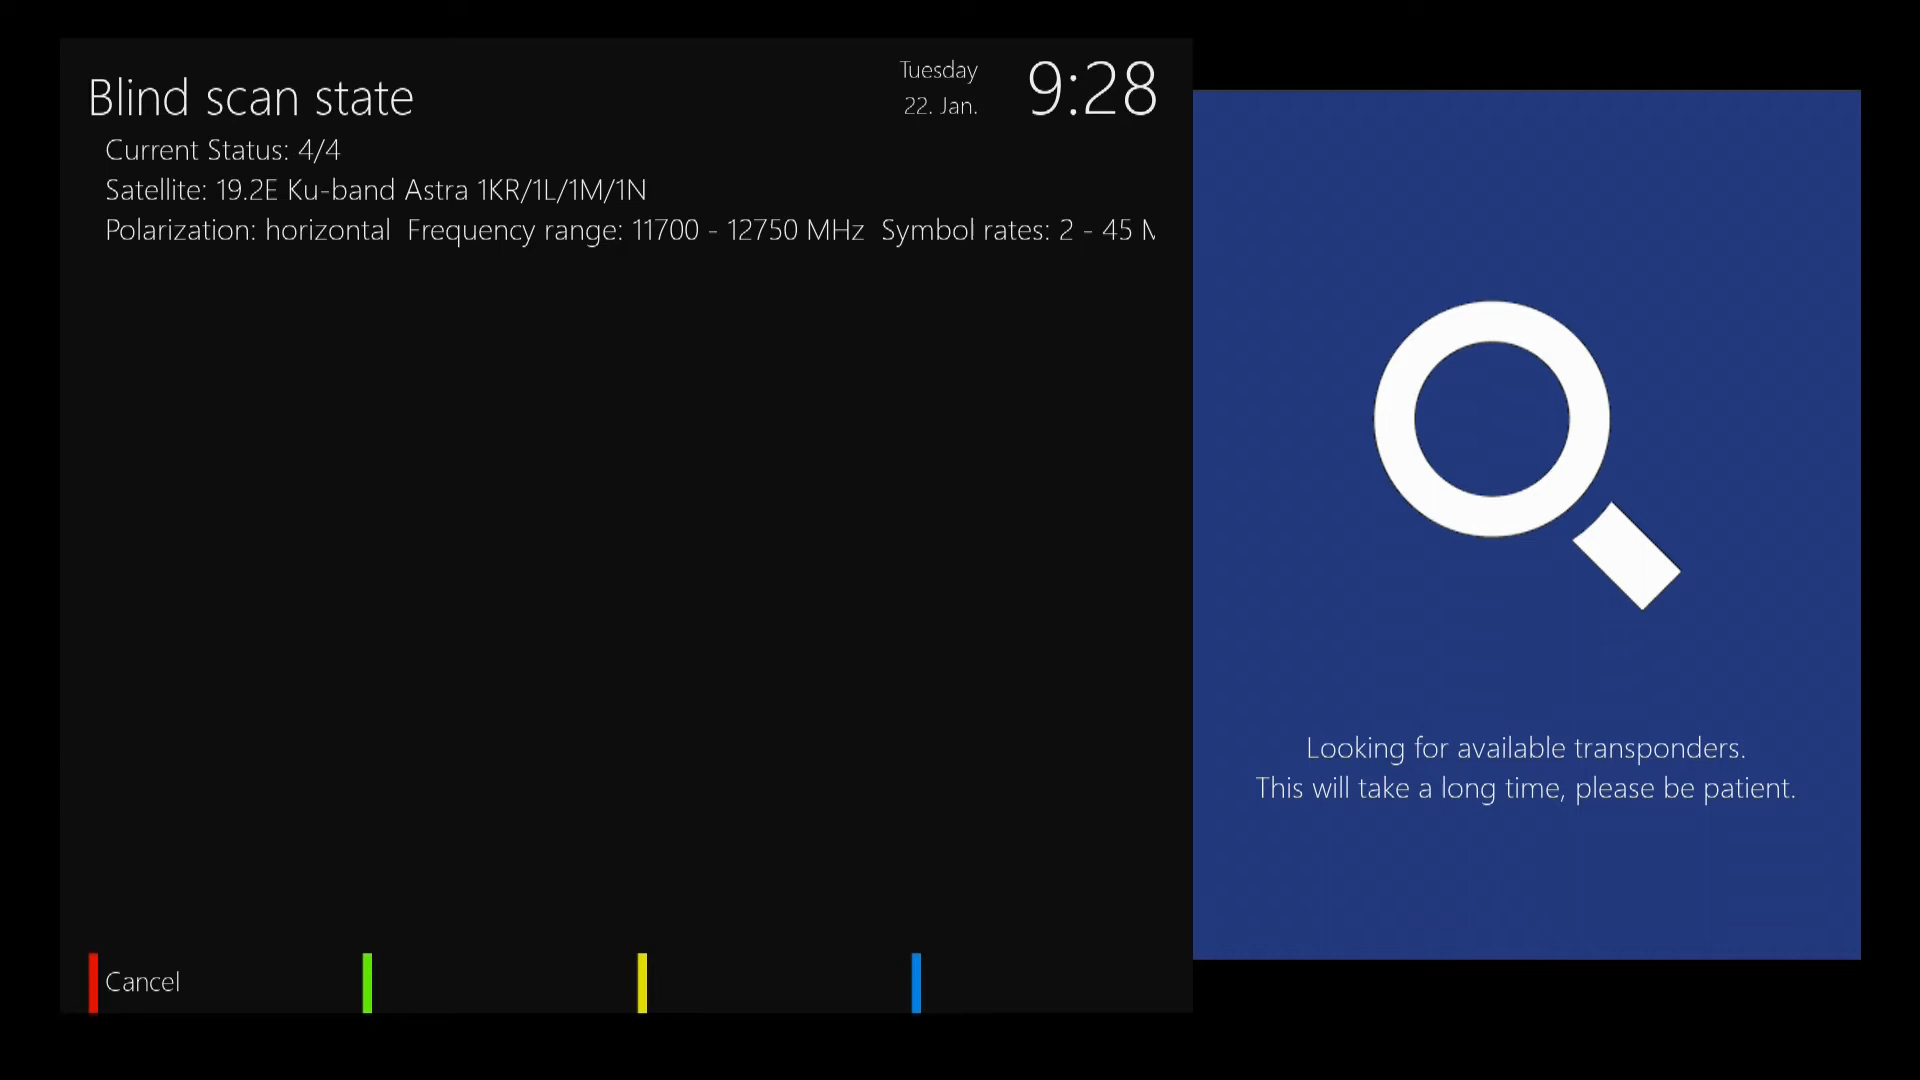 Blind scan state
Tuesday
22. Jan.
9:28
Current Status: 4/4
Satellite: 19.2E Ku-band Astra 1KR/1L/1M/1N
Polarization: horizontal  Frequency range: 11700 - 12750 MHz  Symbol rates: 2 - 45
Looking for available transponders.
This will take a long time, please be patient.
Cancel